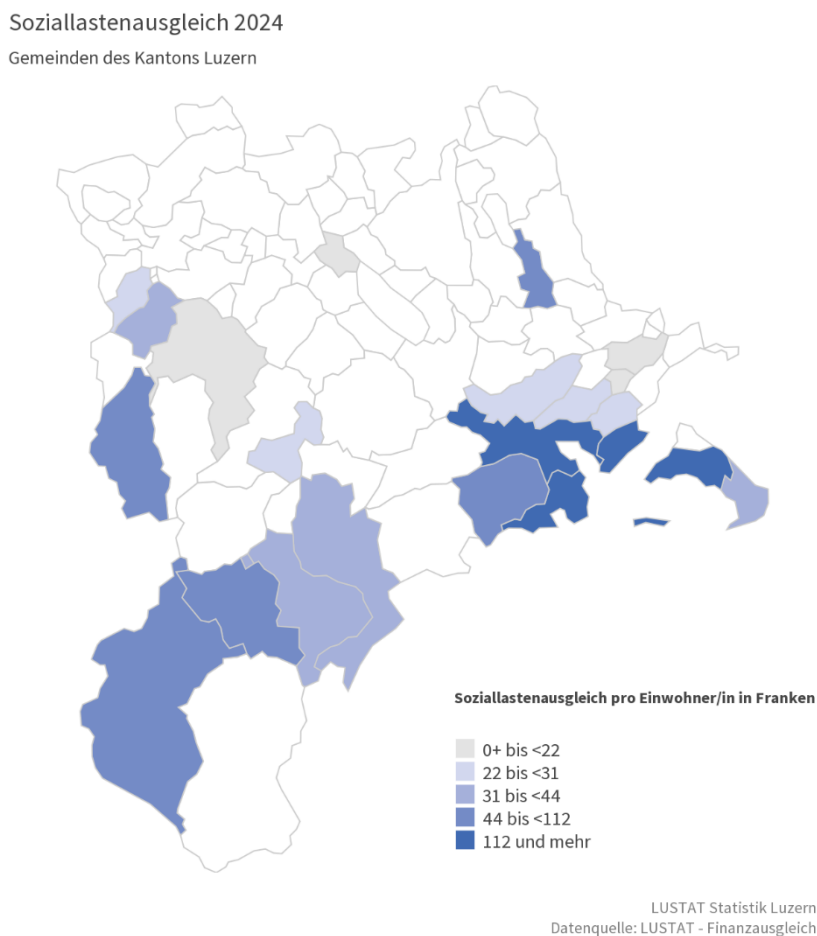 Soziallastenausgleich 2024
Gemeinden des Kantons Luzern
Soziallastenausgleich pro Einwohner/in in Franken
0+ bis <22
22 bis <31
31 bis <44
44 bis <112
112 und mehr
LUSTAT Statistik Luzern
Datenquelle: LUSTAT - Finanzausgleich